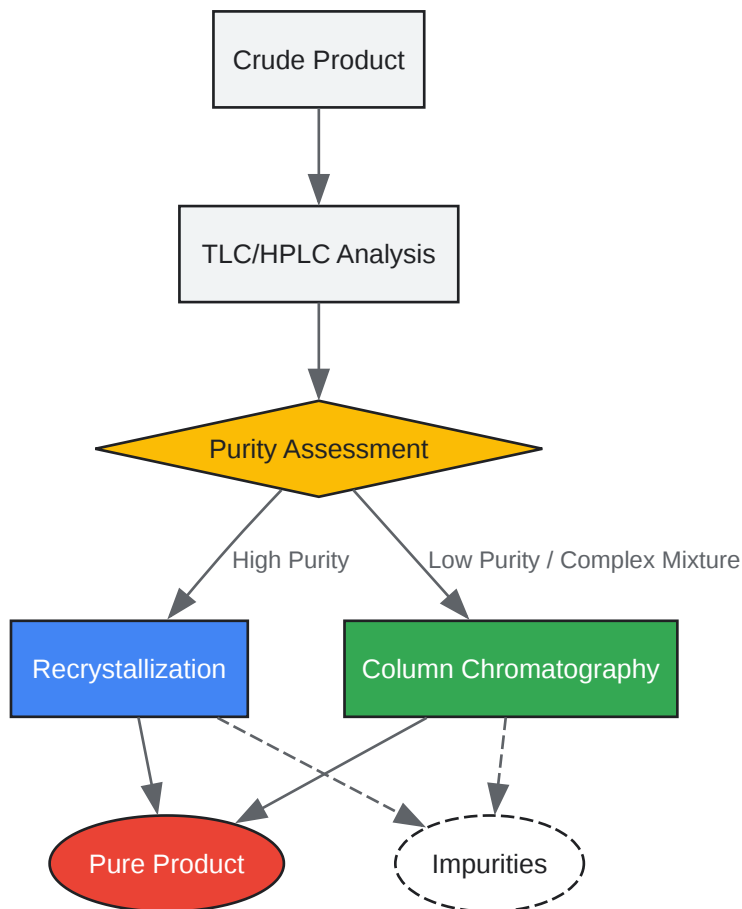 Crude Product
TLC/HPLC Analysis
Purity Assessment
High Purity
Low Purity / Complex Mixture
Recrystallization
Column Chromatography
Pure Product
Impurities